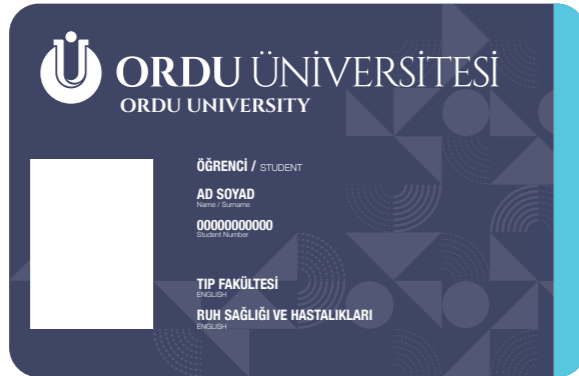 ORDU ÜNİVERSİTESİ
ORDU UNIVERSITY
ÖĞRENCİ / STUDENT
AD SOYAD
Name / Surname
00000000000
Student Number
TIP FAKÜLTESİ
ENGLISH
RUH SAĞLIĞI VE HASTALIKLARI
ENGLISH